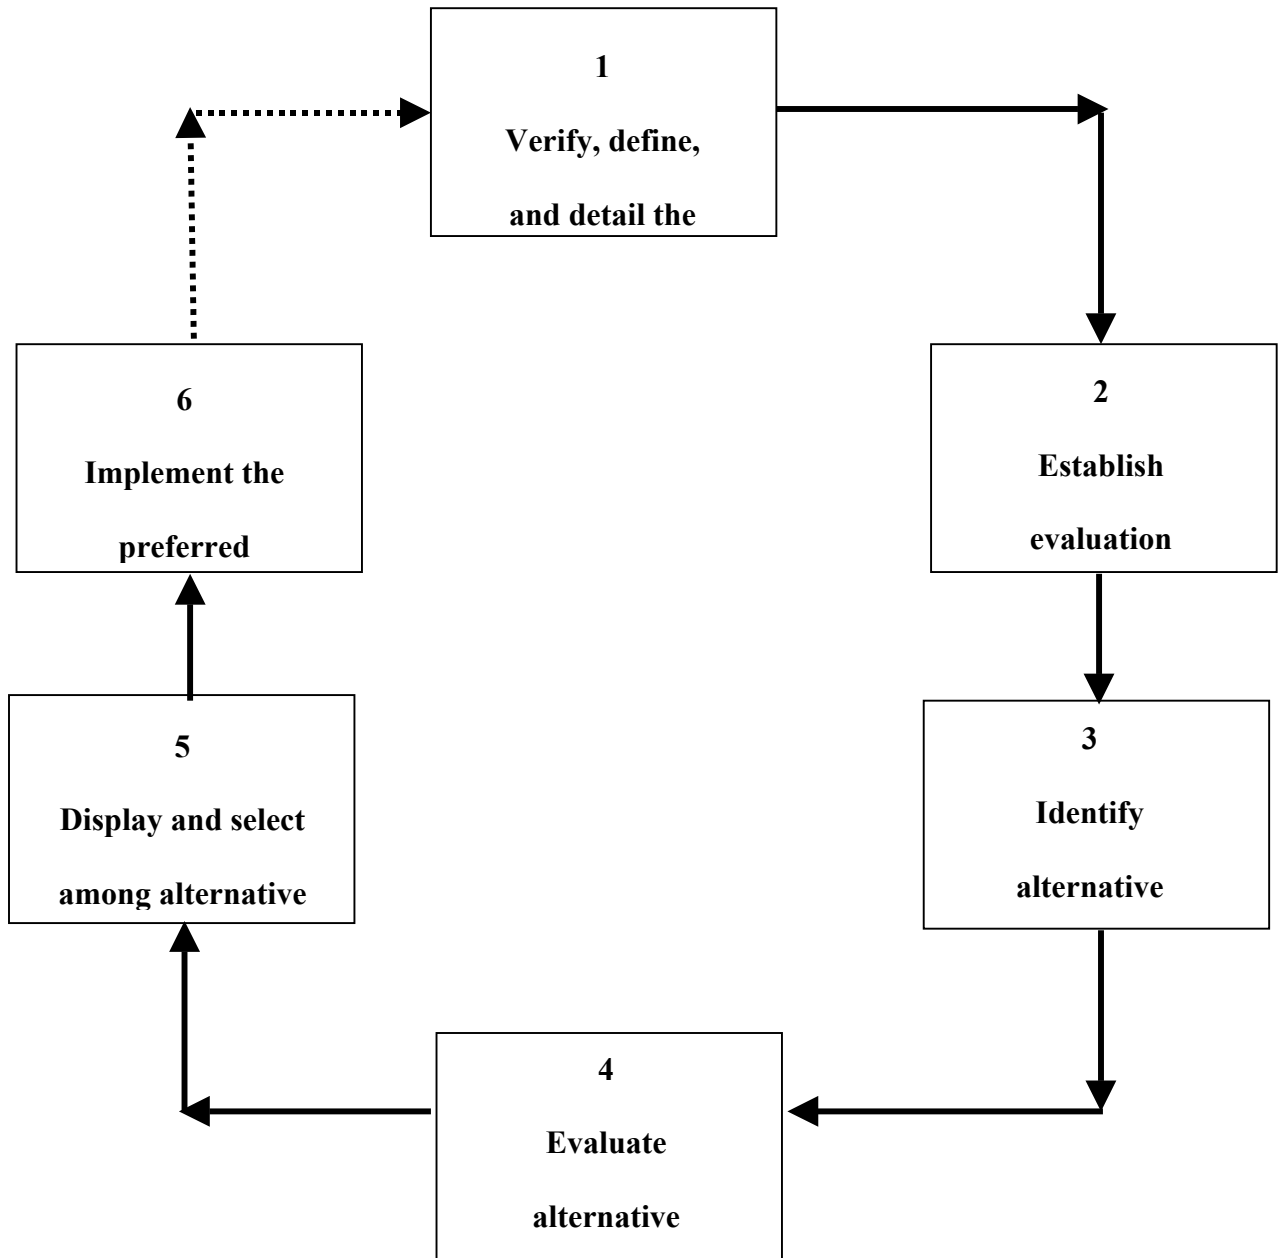 1
Verify, define,
and detail the
2
Establish
evaluation
3
Identify
alternative
4
Evaluate
alternative
5
Display and select
among alternative
6
Implement the
preferred